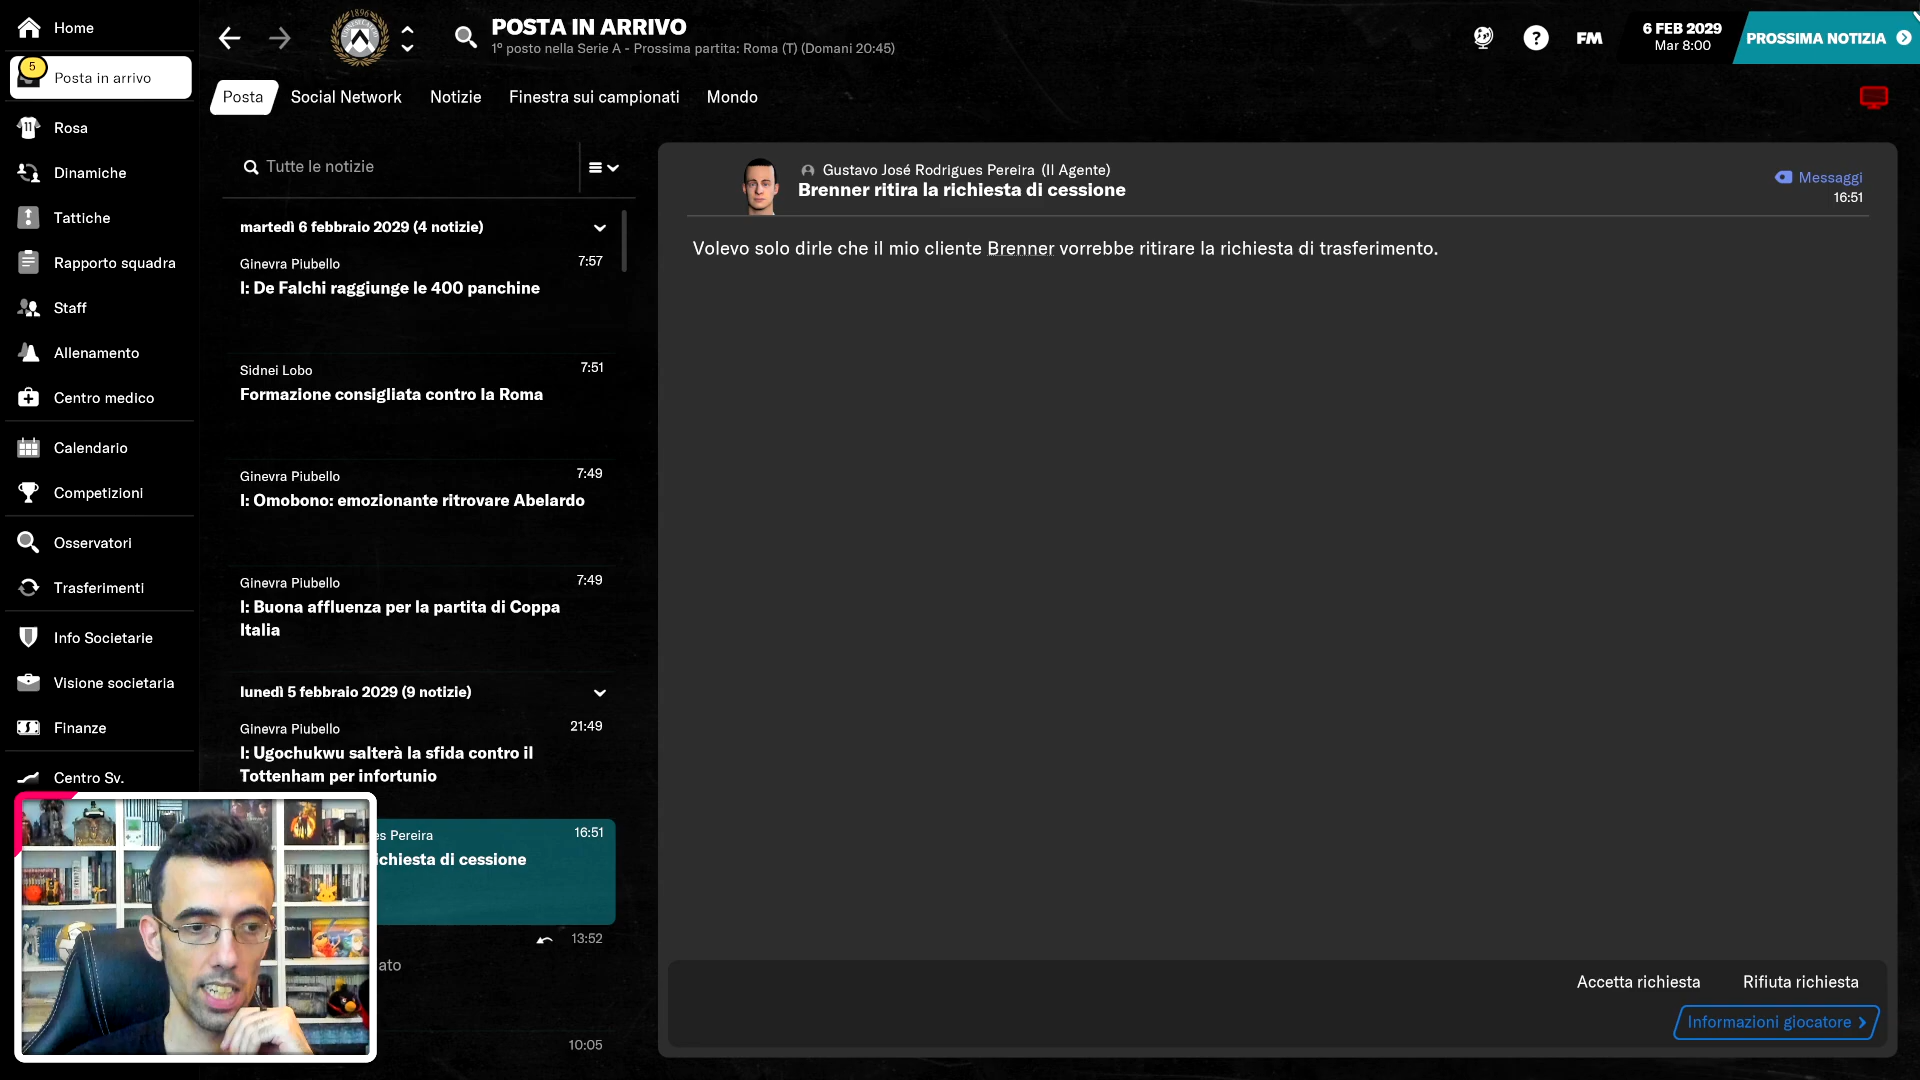 Home
5
Posta in arrivo
Rosa
Dinamiche
Tattiche
Rapporto squadra
Staff
Allenamento
Centro medico
Calendario
Competizioni
Osservatori
Trasferimenti
Info Societarie
Visione societaria
Finanze
Centro Sv.
1896
POSTA IN ARRIVO
1° posto nella Serie A - Prossima partita: Roma (T) (Domani 20:45)
FM
6 FEB 2029
Mar 8:00
PROSSIMA NOTIZIA
Posta Social Network Notizie Finestra sui campionati Mondo
Tutte le notizie
martedì 6 febbraio 2029 (4 notizie)
Ginevra Piubello 7:57
I: De Falchi raggiunge le 400 panchine
Sidnei Lobo 7:51
Formazione consigliata contro la Roma
Ginevra Piubello 7:49
I: Omobono: emozionante ritrovare Abelardo
Ginevra Piubello 7:49
I: Buona affluenza per la partita di Coppa
Italia
lunedì 5 febbraio 2029 (9 notizie)
Ginevra Piubello 21:49
I: Ugochukwu salterà la sfida contro il
Tottenham per infortunio
es Pereira 16:51
ichiesta di cessione
13:52
ato
10:05
Gustavo José Rodrigues Pereira (Il Agente)
Brenner ritira la richiesta di cessione
Messaggi
16:51
Volevo solo dirle che il mio cliente Brenner vorrebbe ritirare la richiesta di trasferimento.
Accetta richiesta Rifiuta richiesta
Informazioni giocatore